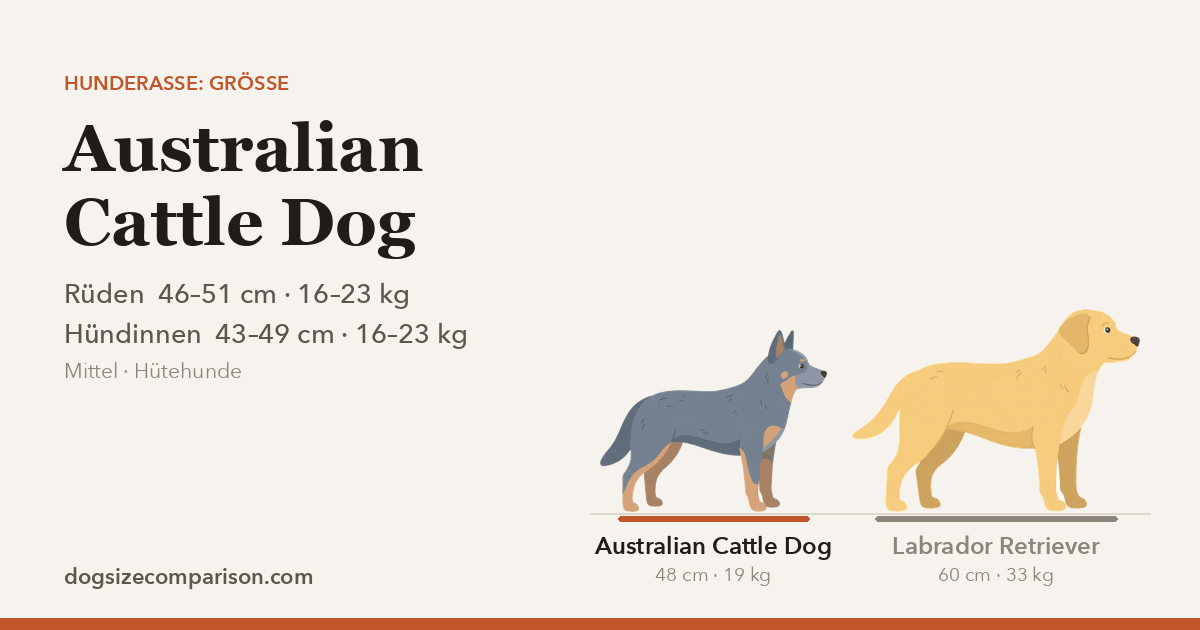 HUNDERASSE: GRÖSSE
Australian
Cattle Dog
Rüden 46–51 cm · 16–23 kg
Hündinnen 43–49 cm · 16–23 kg
Mittel · Hütehunde
Australian Cattle Dog
48 cm · 19 kg
Labrador Retriever
60 cm · 33 kg
dogsizecomparison.com